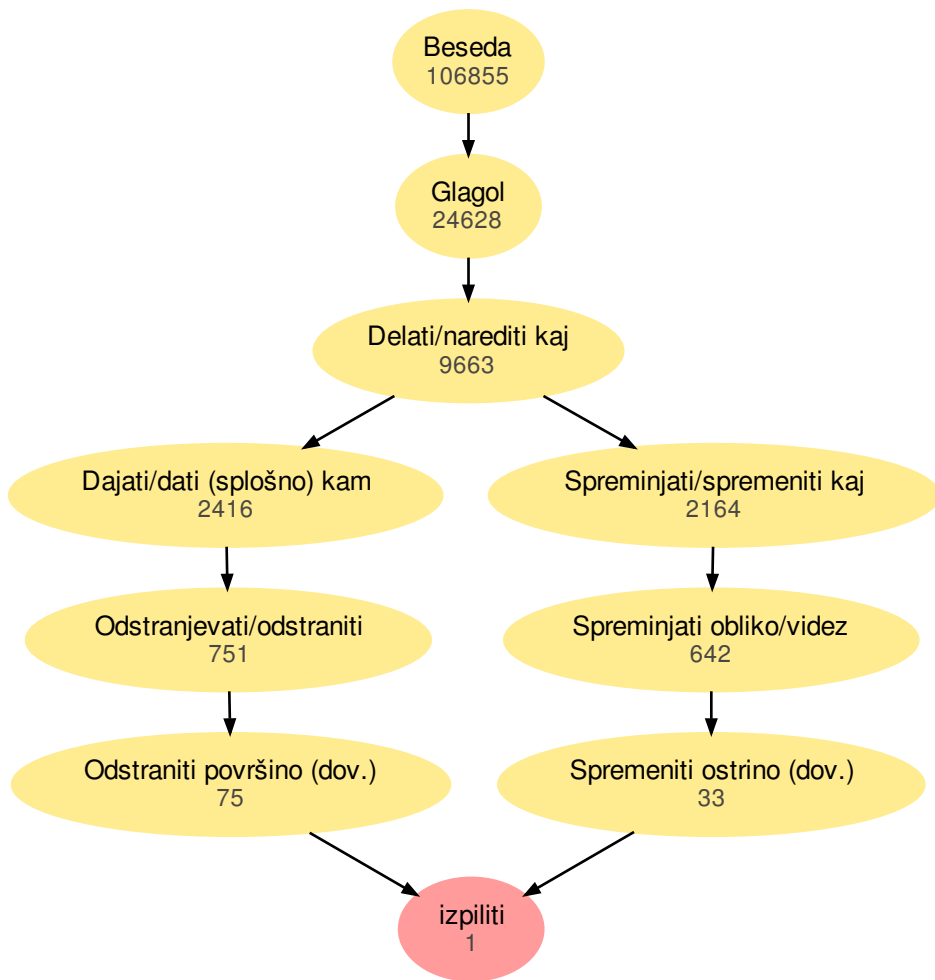 Beseda
106855
Glagol
24628
Delati/narediti kaj
9663
Dajati/dati (splošno) kam
2416
Spreminjati/spremeniti kaj
2164
Odstranjevati/odstraniti
751
Spreminjati obliko/videz
642
Odstraniti površino (dov.)
75
Spremeniti ostrino (dov.)
33
izpiliti
1